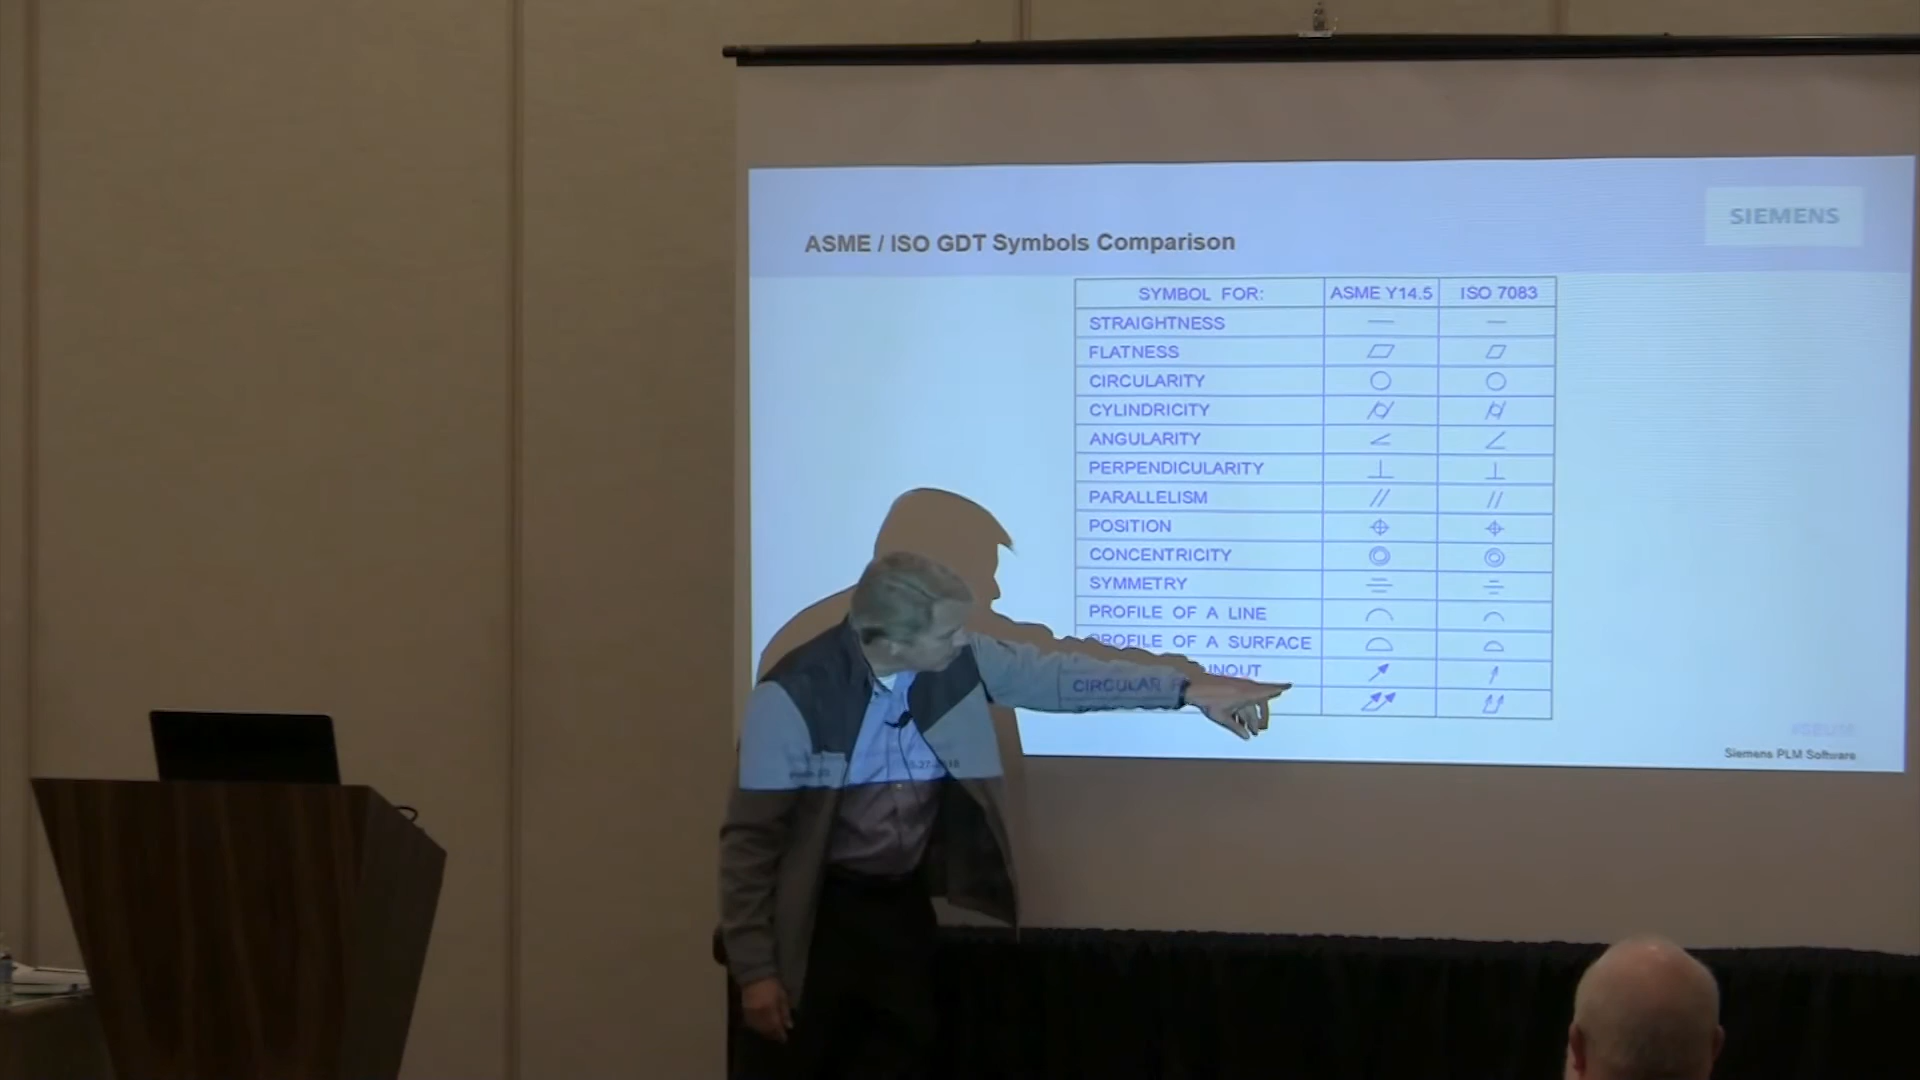 SIEMENS
ASME / ISO GDT Symbols Comparison
SYMBOL FOR: ASME Y14.5 ISO 7083
STRAIGHTNESS
FLATNESS
CIRCULARITY
CYLINDRICITY
ANGULARITY
PERPENDICULARITY
PARALLELISM
POSITION
CONCENTRICITY
SYMMETRY
PROFILE OF A LINE
PROFILE OF A SURFACE
CIRCULAR RUNOUT
Siemens PLM Software